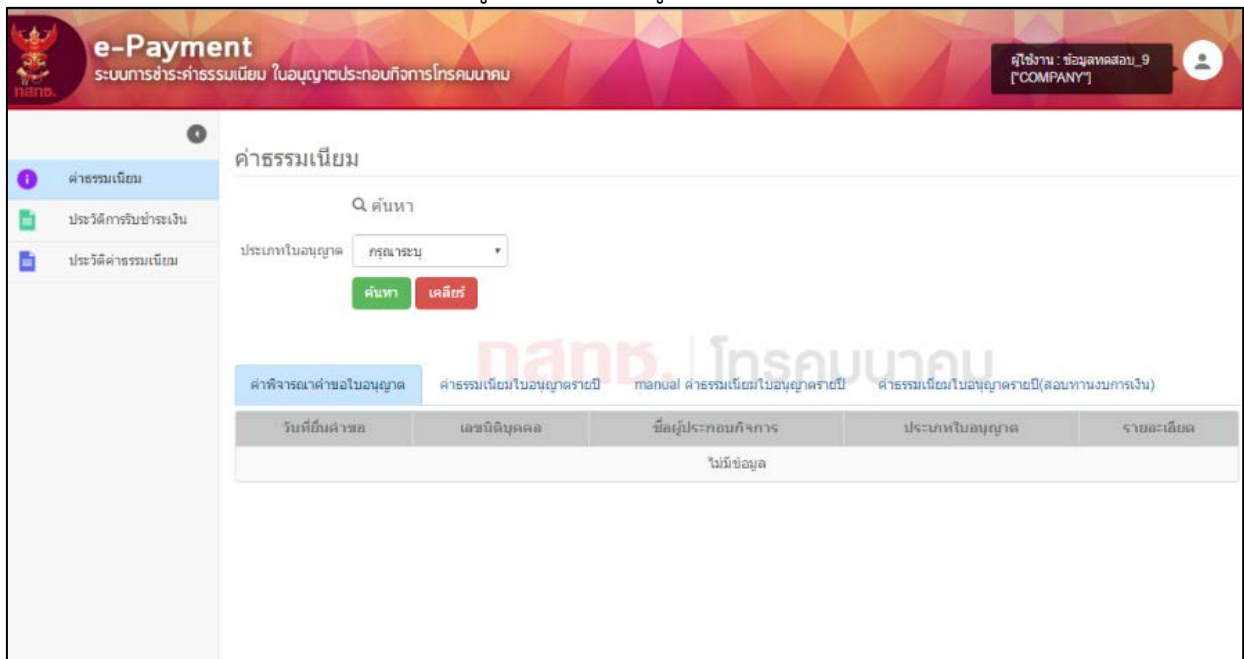 e-Payment
ระบบการชำระค่าธรรมเนียม ใบอนุญาตประกอบกิจการโทรคมนาคม
กสทช.
ผู้ใช้งาน : ข้อมูลทดสอบ_9
["COMPANY"]
ค่าธรรมเนียม
ประวัติการรับชำระเงิน
ประวัติค่าธรรมเนียม
ค่าธรรมเนียม
ค้นหา
ประเภทใบอนุญาต กรุณาระบุ
ค้นหา เคลียร์
กสทช. | โทรคมนาคม
ค่าพิจารณาคำขอใบอนุญาต ค่าธรรมเนียมใบอนุญาตรายปี manual ค่าธรรมเนียมใบอนุญาตรายปี ค่าธรรมเนียมใบอนุญาตรายปี(สอบทานงบการเงิน)
วันที่ยื่นคำขอ เลขนิติบุคคล ชื่อผู้ประกอบกิจการ ประเภทใบอนุญาต รายละเอียด
ไม่มีข้อมูล